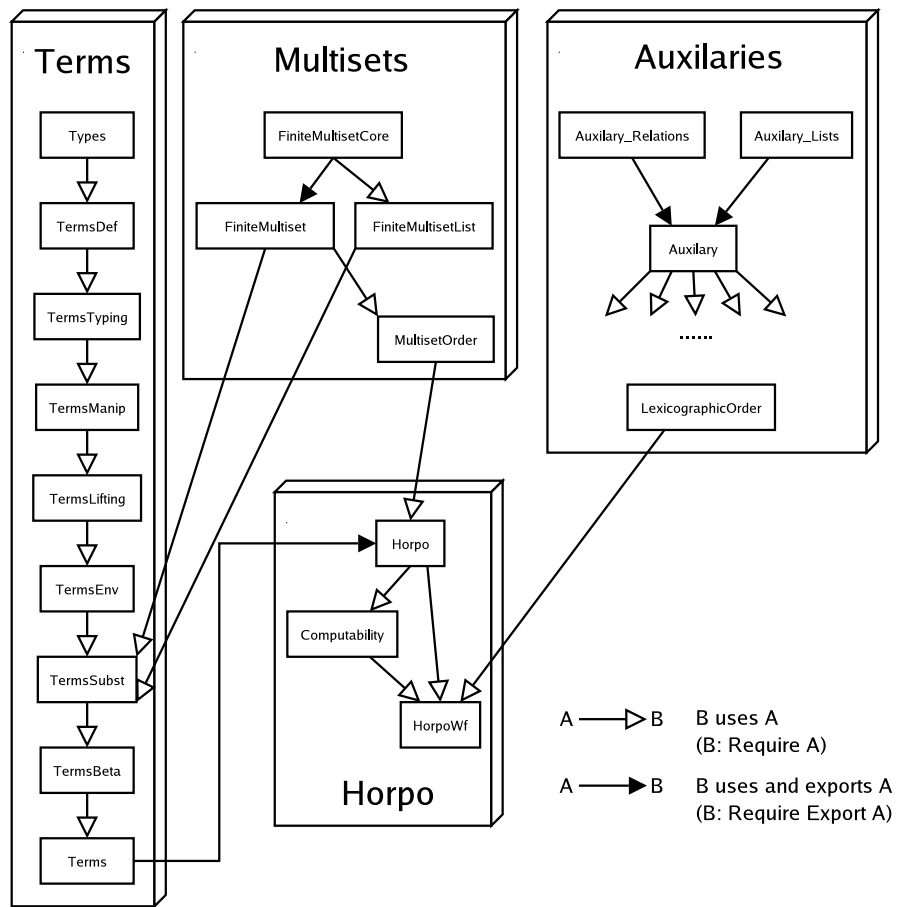 Terms
Types
TermsDef
TermsTyping
TermsManip
TermsLifting
TermsEnv
TermsSubst
TermsBeta
Terms
Multisets
FiniteMultisetCore
FiniteMultiset
FiniteMultisetList
MultisetOrder
Auxilaries
Auxilary_Relations
Auxilary_Lists
Auxilary
......
LexicographicOrder
Horpo
Computability
HorpoWf
Horpo
A B B uses A
(B: Require A)
A B B uses and exports A
(B: Require Export A)